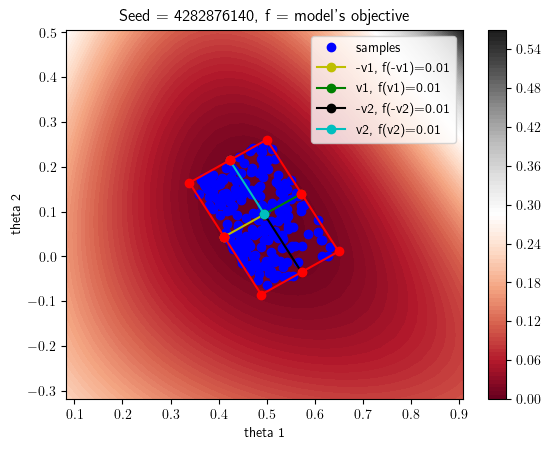 Seed = 4282876140, f = model's objective
samples
-v1, f(-v1)=0.01
v1, f(v1)=0.01
-v2, f(-v2)=0.01
v2, f(v2)=0.01
theta 2
0.5
0.4
0.3
0.2
0.1
0.0
−0.1
−0.2
−0.3
0.1 0.2 0.3 0.4 0.5 0.6 0.7 0.8 0.9
theta 1
0.54
0.48
0.42
0.36
0.30
0.24
0.18
0.12
0.06
0.00